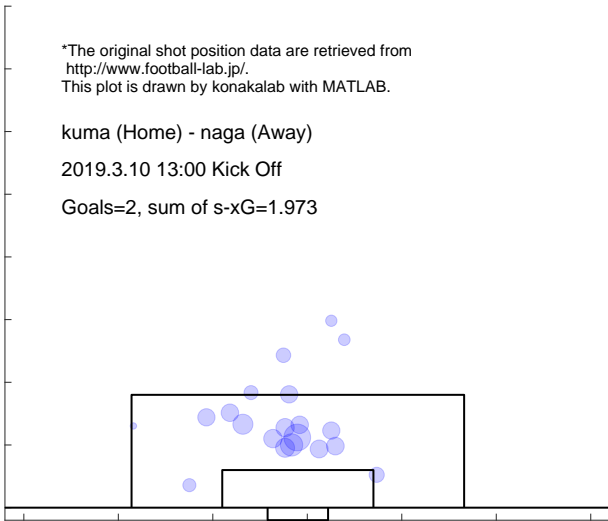 *The original shot position data are retrieved from
http://www.football-lab.jp/.
This plot is drawn by konakalab with MATLAB.
kuma (Home) - naga (Away)
2019.3.10 13:00 Kick Off
Goals=2, sum of s-xG=1.973